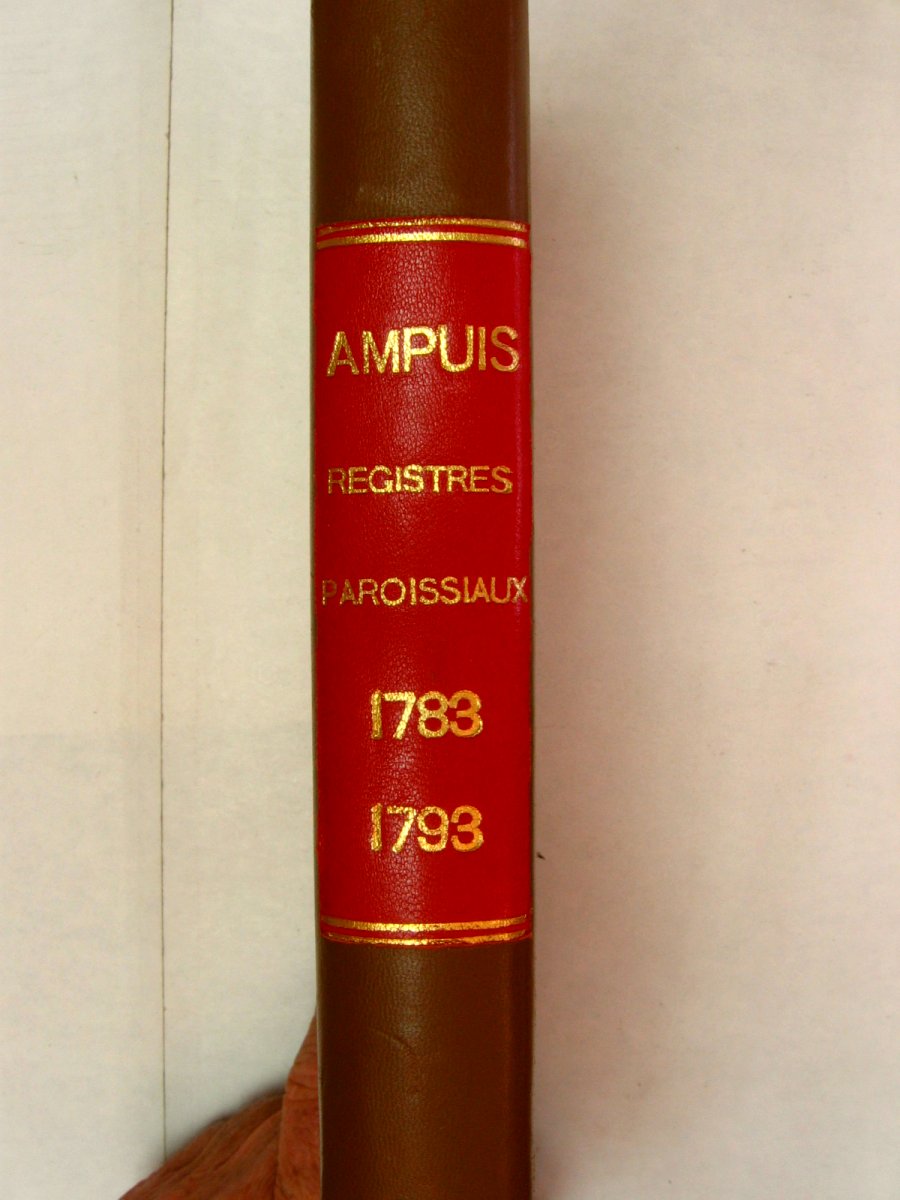 AMPUIS
REGISTRES
PAROISSIAUX
1783
1793